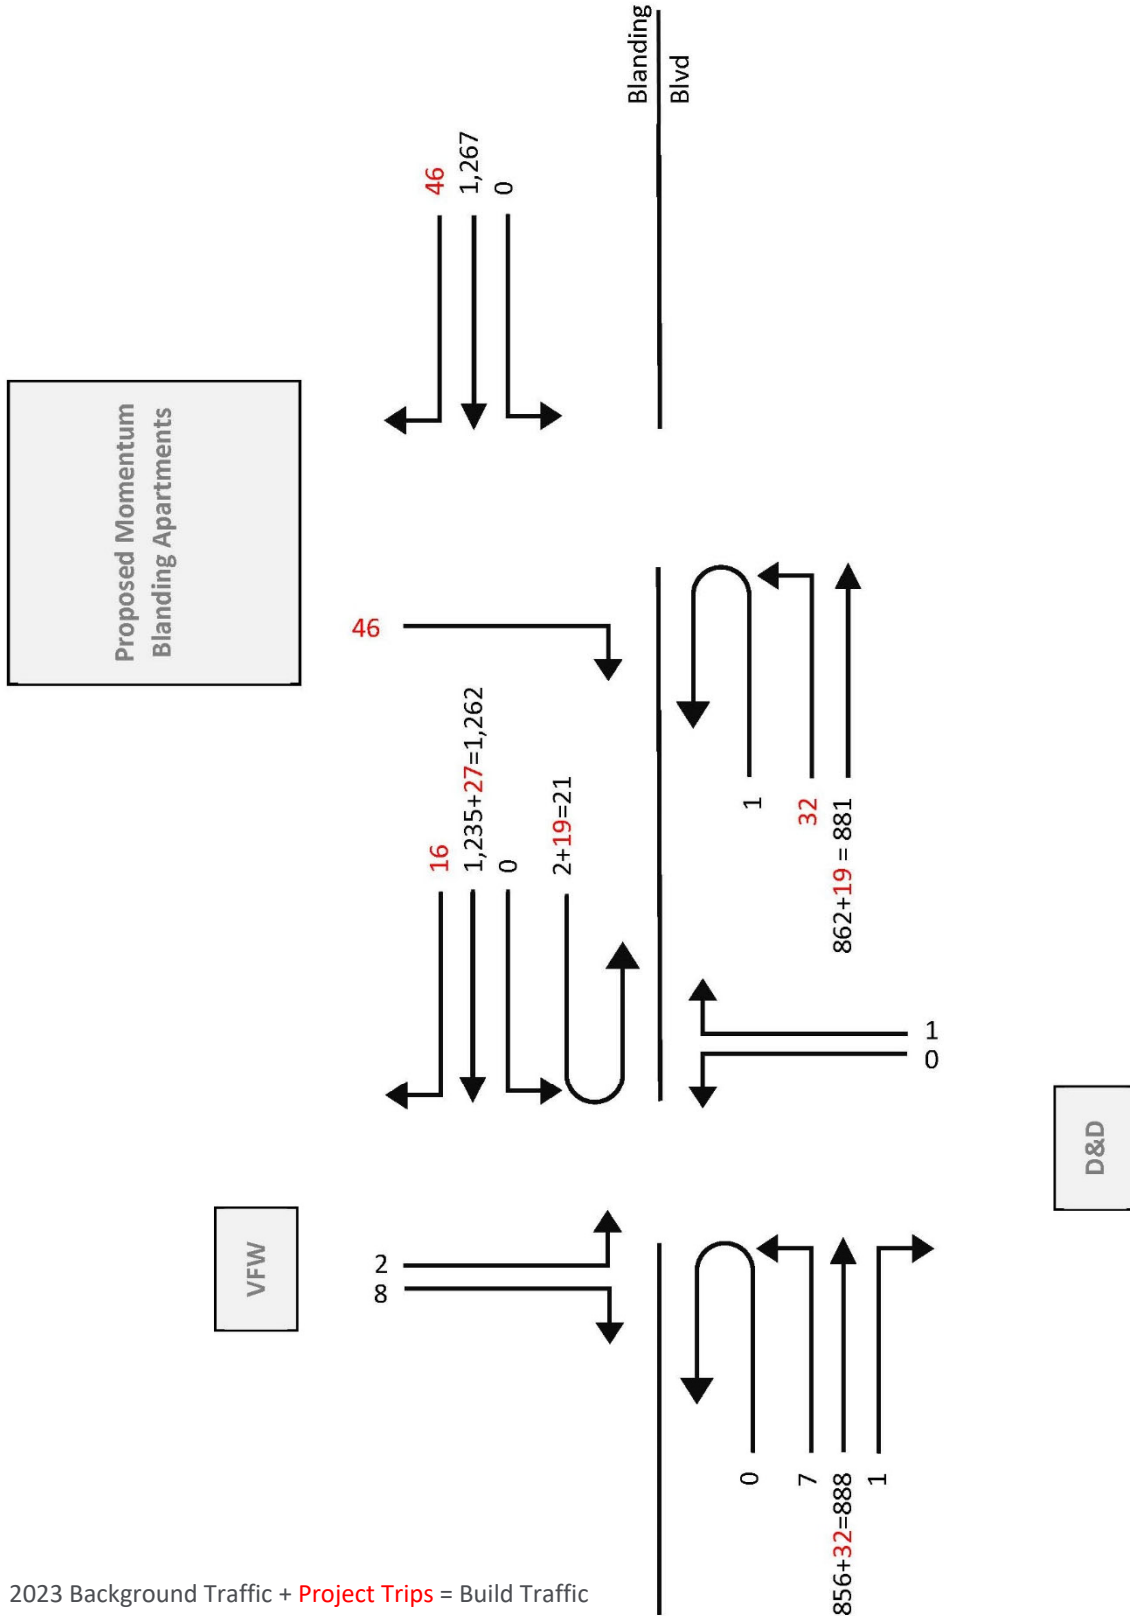 Blanding
Blvd
46
1,267
0
Proposed Momentum
Blanding Apartments
46
16
1,235+27=1,262
0
2+19=21
1
32
862+19 = 881
1
0
D&D
VFW
2
8
0
7
856+32=888
1
2023 Background Traffic + Project Trips = Build Traffic